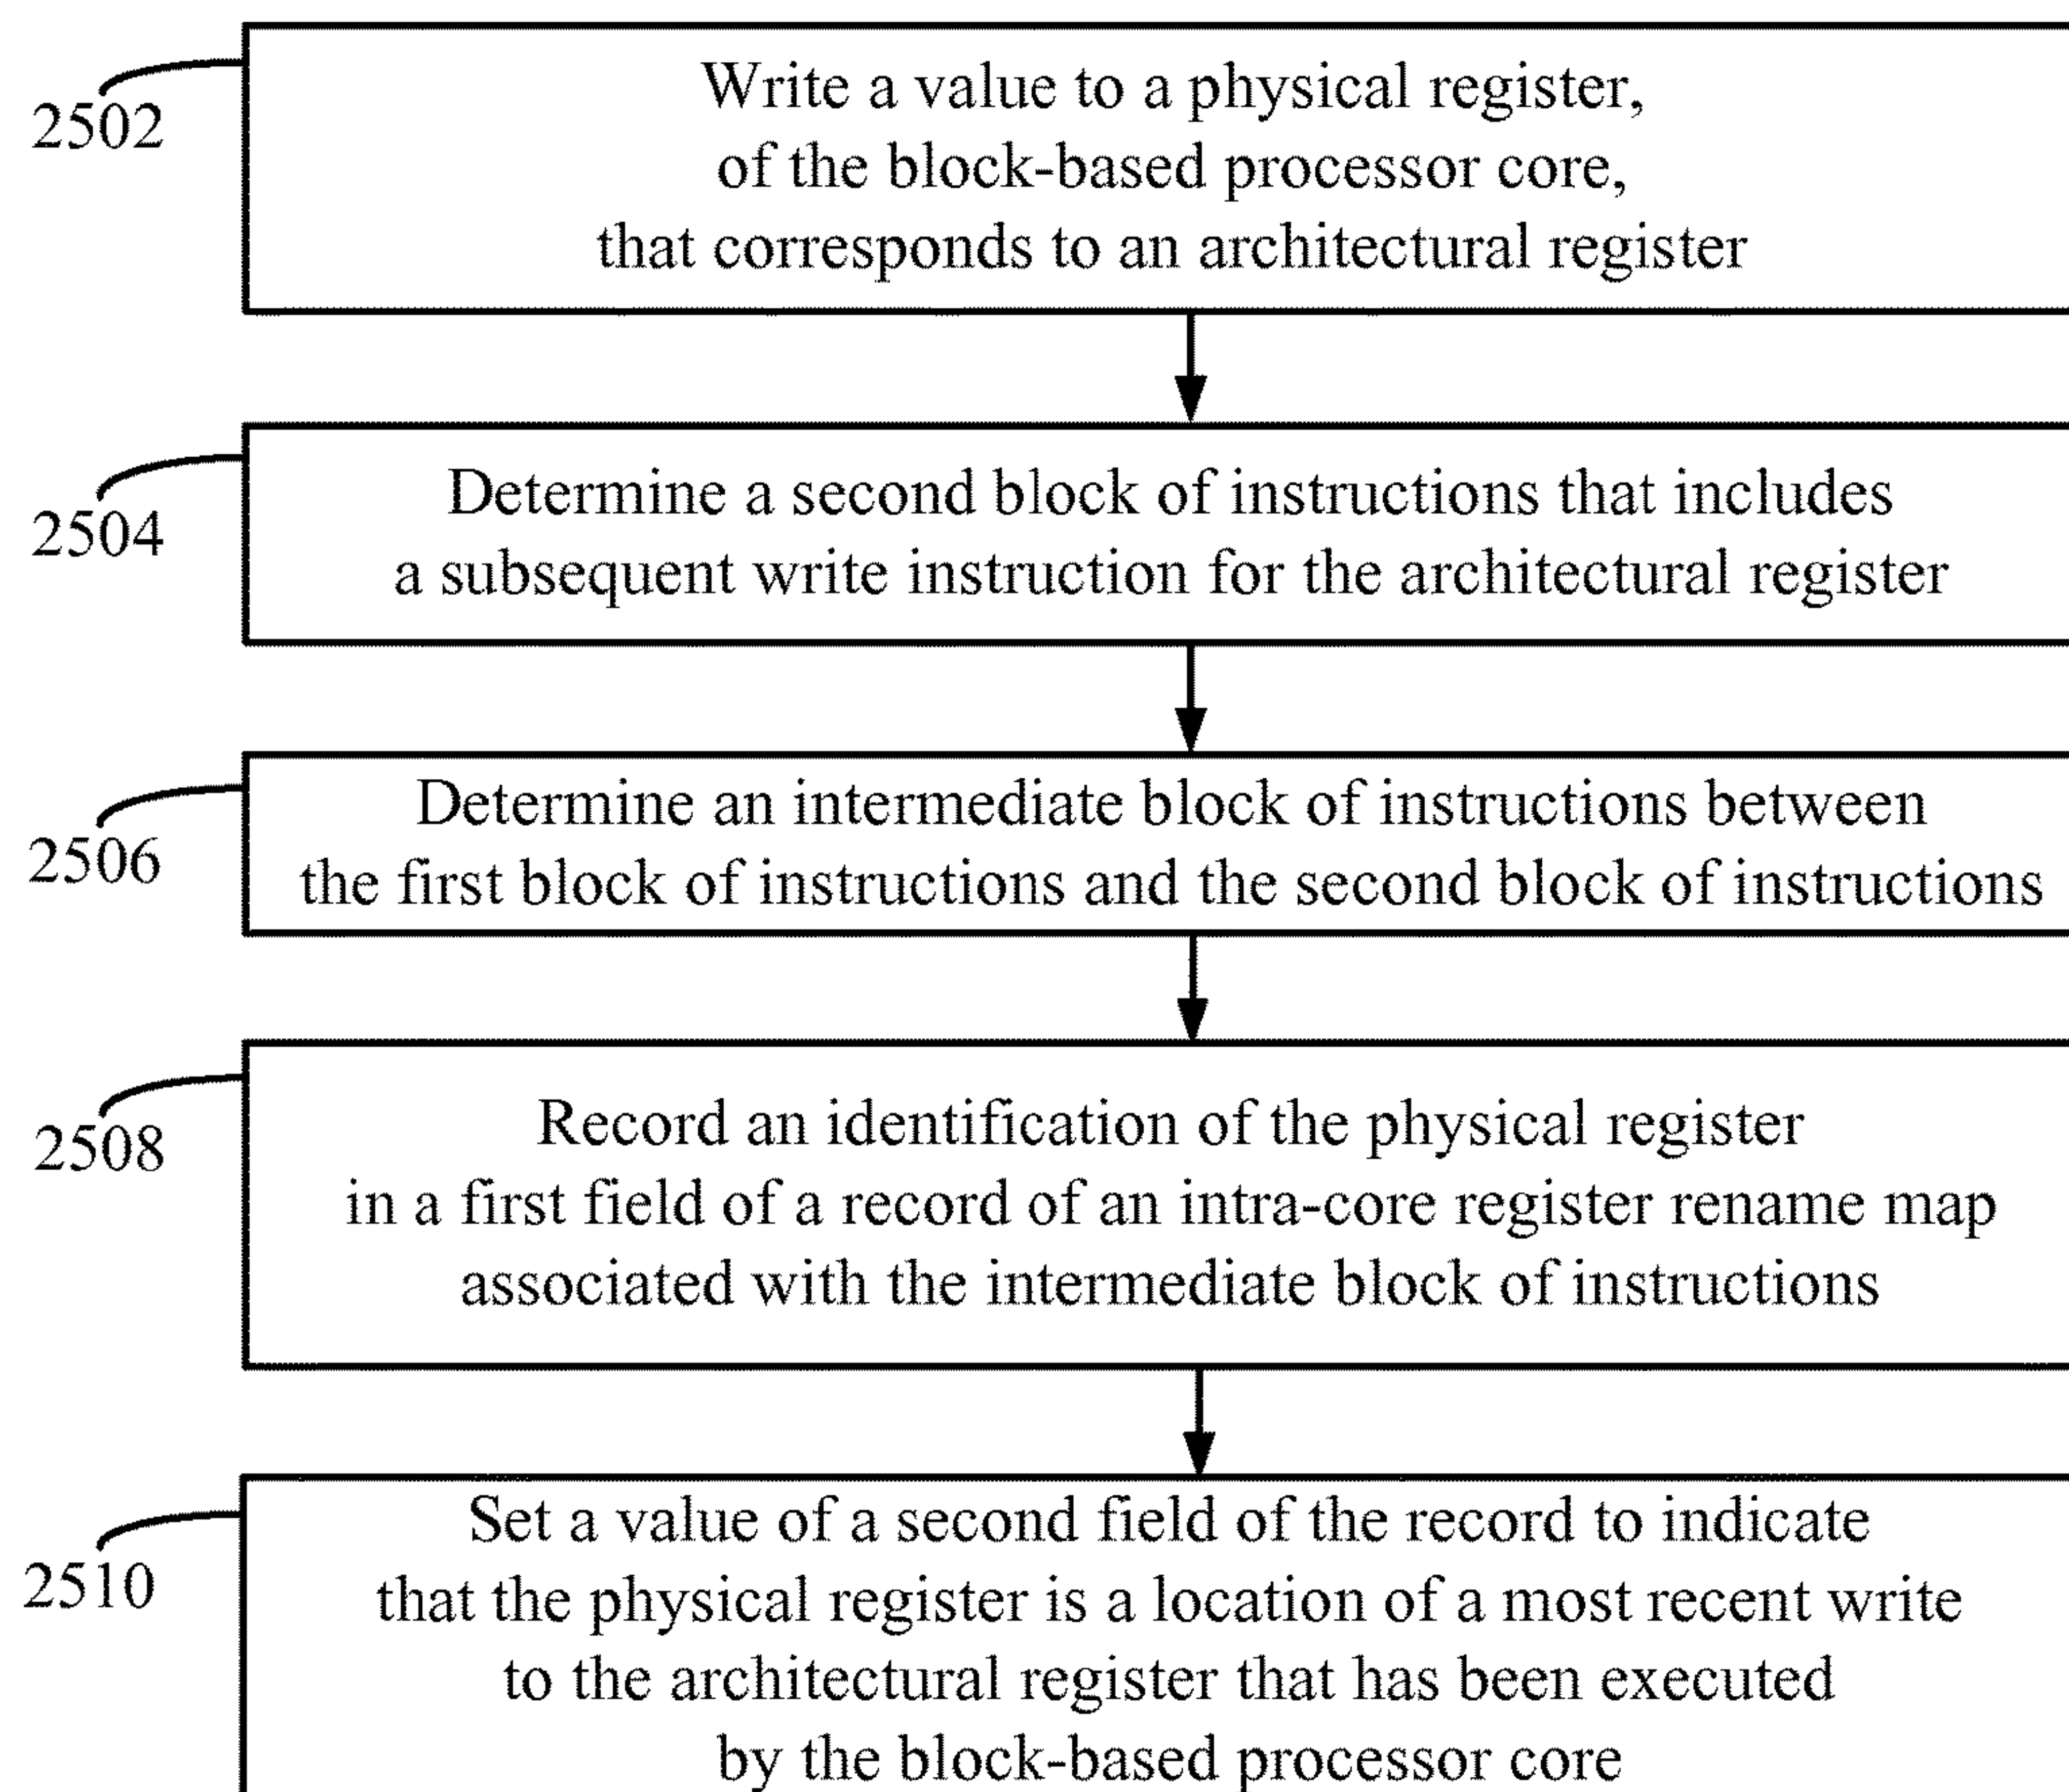 2502
Write a value to a physical register,
of the block-based processor core,
that corresponds to an architectural register
2504
Determine a second block of instructions that includes
a subsequent write instruction for the architectural register
2506
Determine an intermediate block of instructions between
the first block of instructions and the second block of instructions
2508
Record an identification of the physical register
in a first field of a record of an intra-core register rename map
associated with the intermediate block of instructions
2510
Set a value of a second field of the record to indicate
that the physical register is a location of a most recent write
to the architectural register that has been executed
by the block-based processor core